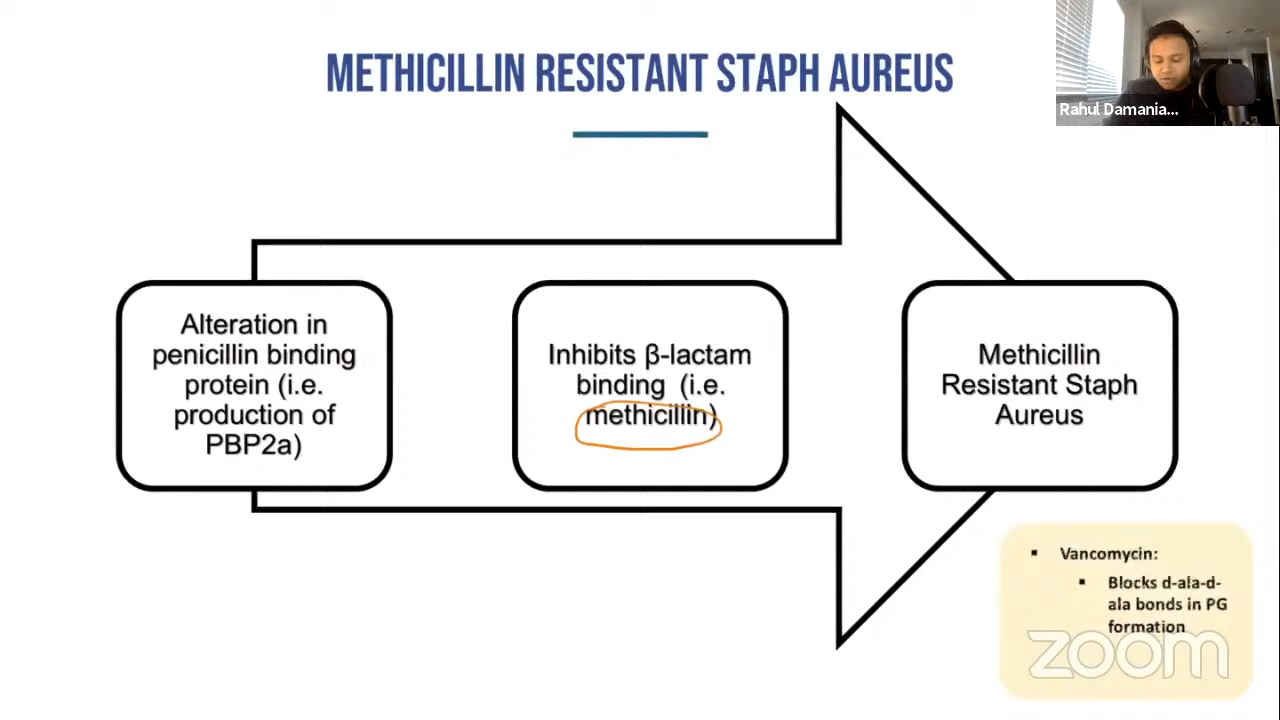 METHICILLIN RESISTANT STAPH AUREUS
Rahul Damania...
Alteration in
penicillin binding
protein (i.e.
production of
PBP2a)
Inhibits β-lactam
binding (i.e.
methicillin)
Methicillin
Resistant Staph
Aureus
▪ Vancomycin:
▪ Blocks d-ala-d-
ala bonds in PG
formation
zoom